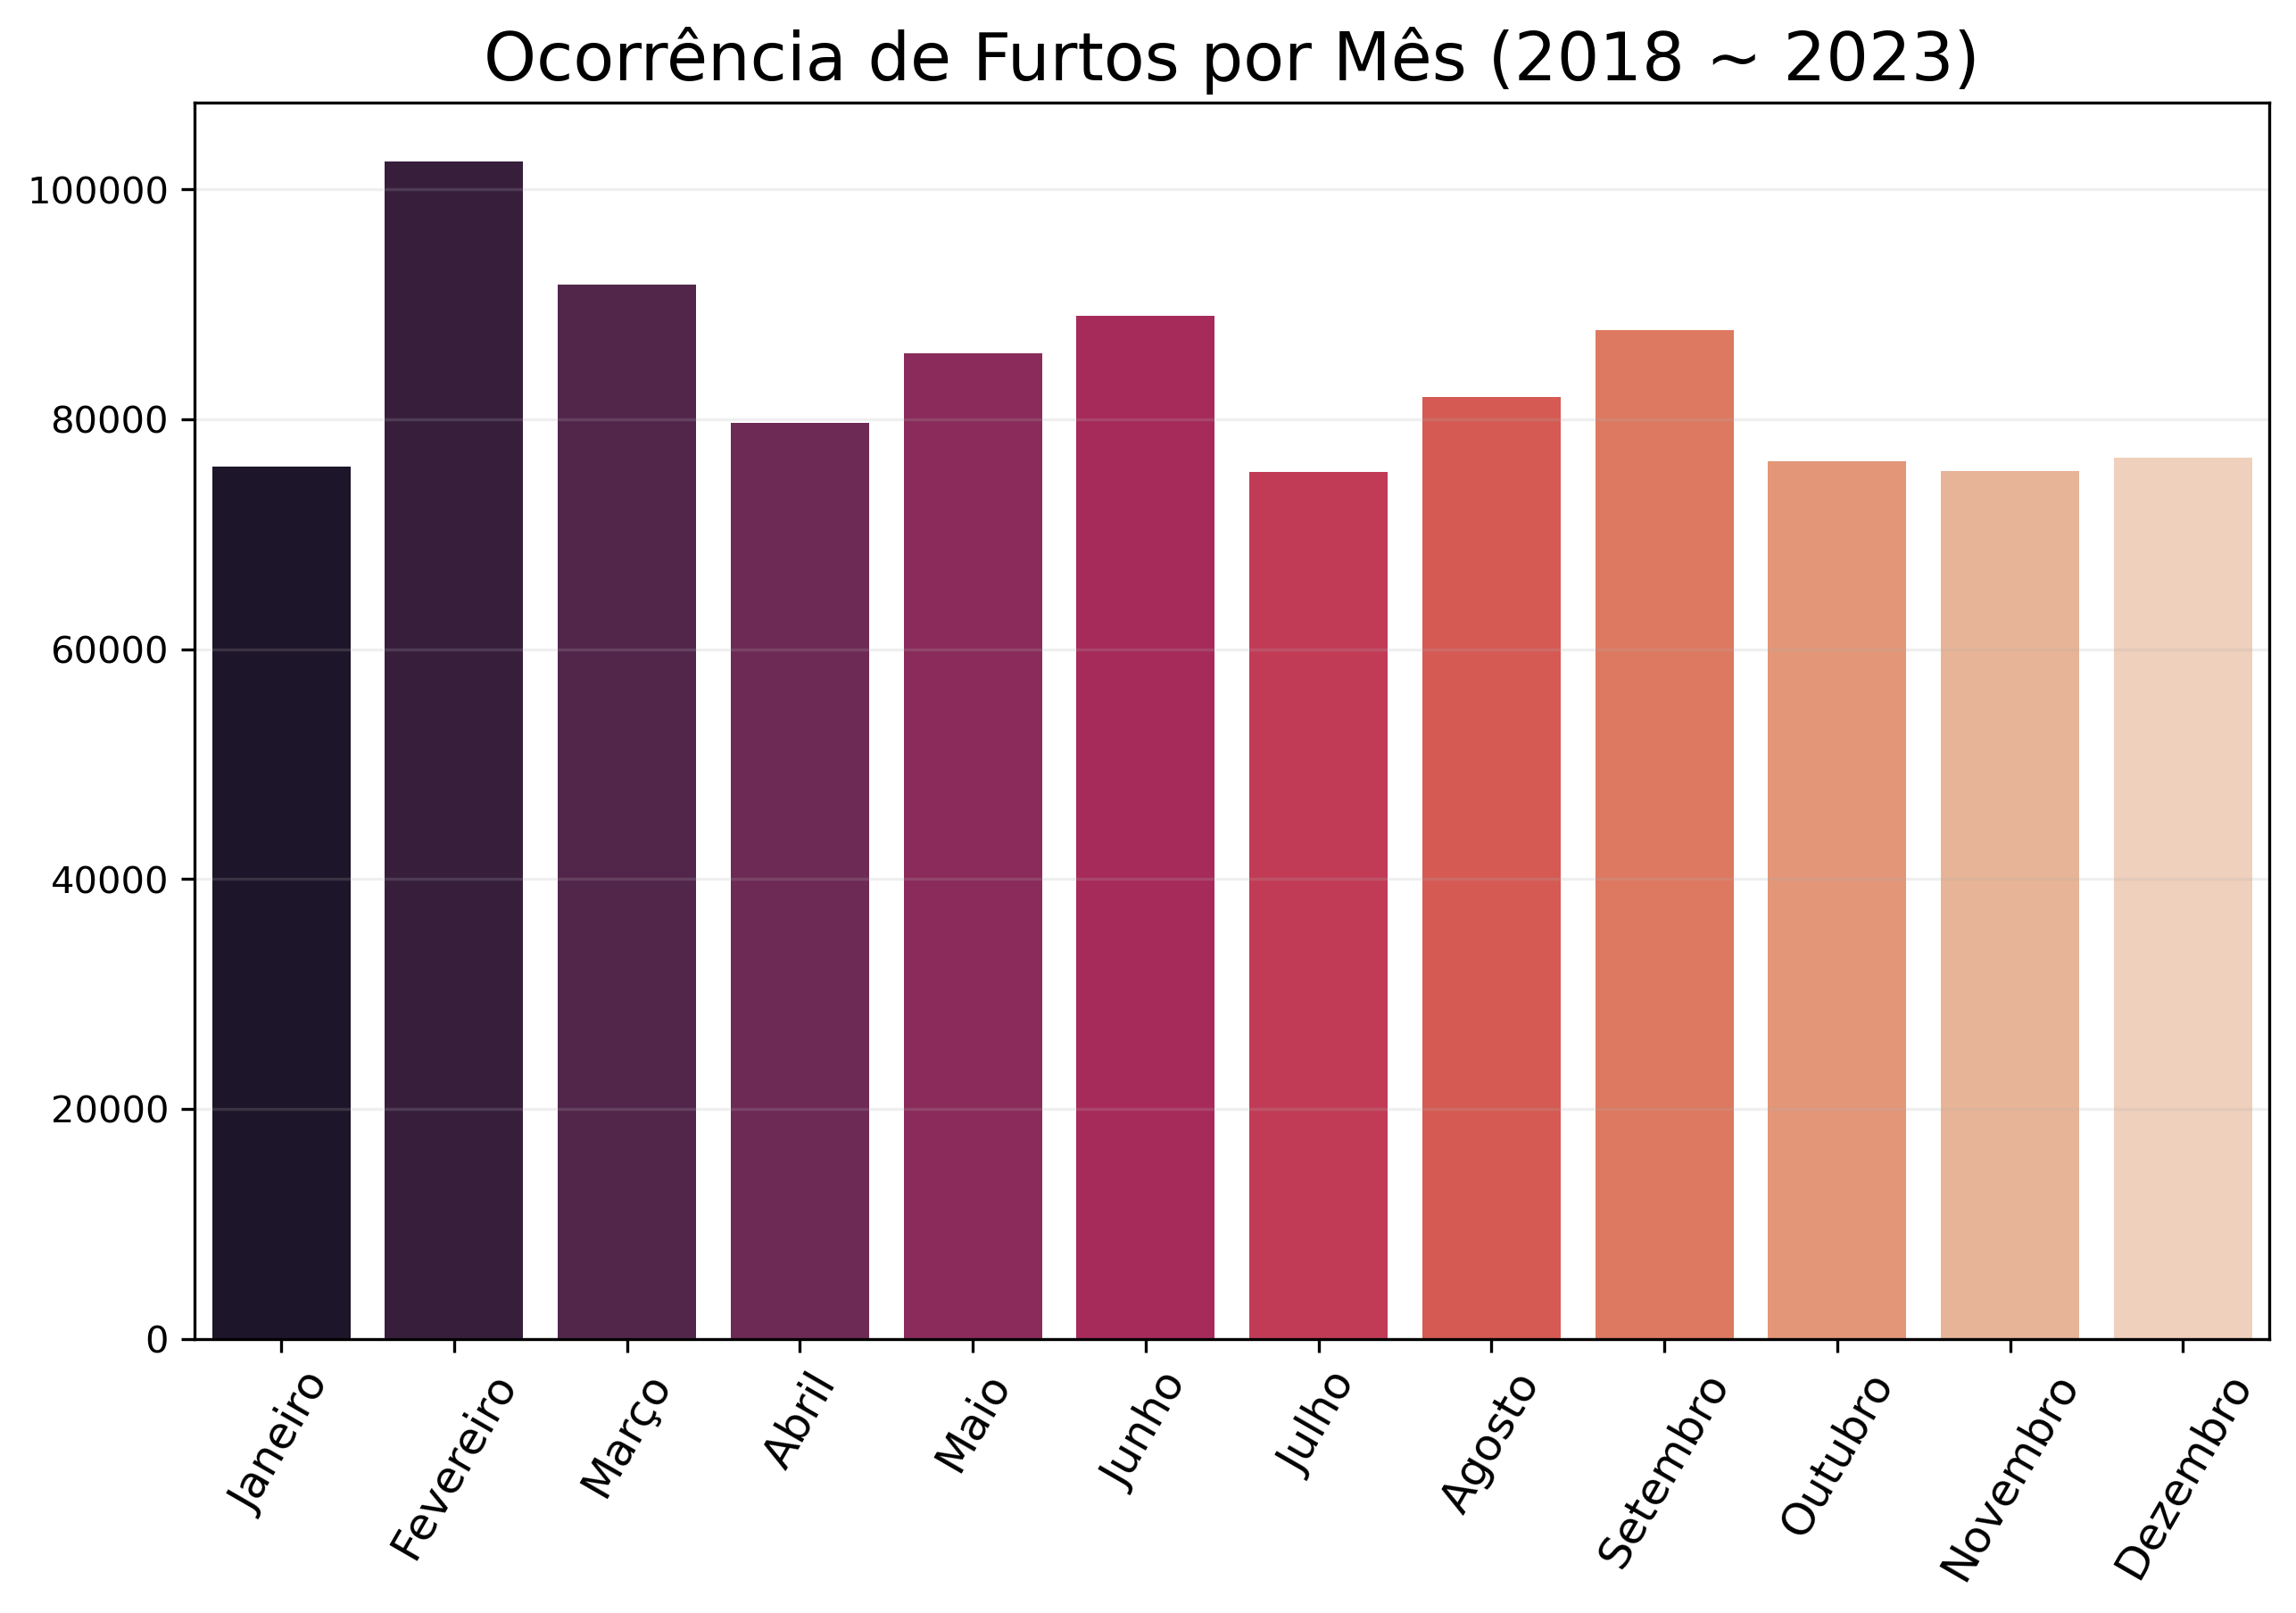 Ocorrência de Furtos por Mês (2018 ~ 2023)
100000
80000
60000
40000
20000
0
Janeiro
Fevereiro
Março
Abril
Maio
Junho
Julho
Agosto
Setembro
Outubro
Novembro
Dezembro